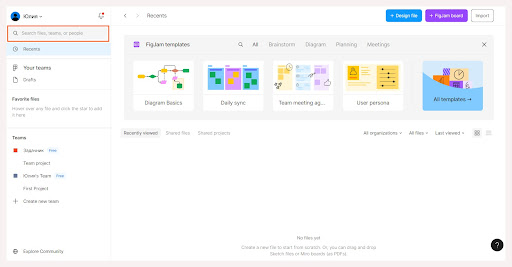 Юлия
Search files, teams, or people
Recents
Your teams
Drafts
Favorite files
Hover over any file and click the star to add
it here.
Teams
Задачник Free
Team project
Юлия's Team Free
First Project
Create new team
Explore Community
Recents
Design file
FigJam board
Import
FigJam templates
All
Brainstorm
Diagram
Planning
Meetings
Diagram Basics
Daily sync
Team meeting ag...
User persona
All templates →
Recently viewed
Shared files
Shared projects
All organizations
All files
Last viewed
No files yet
Create a new file to start from scratch. Or, you can drag and drop
Sketch files or Miro boards (as PDFs).
?